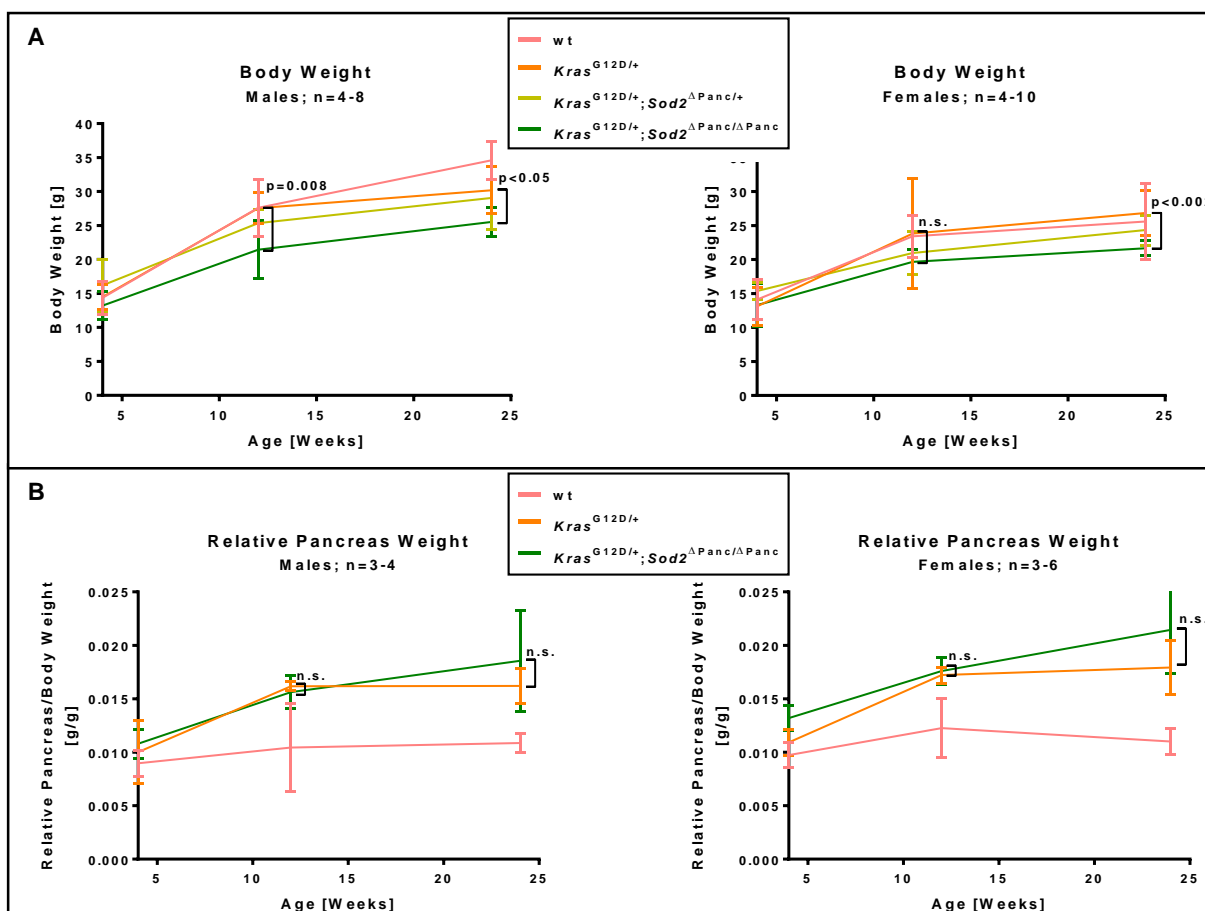 A
wt
Kras^G12D/+
Kras^G12D/+;Sod2^ΔPanc/+
Kras^G12D/+;Sod2^ΔPanc/ΔPanc
Body Weight
Males; n=4-8
Body Weight [g]
40
35
30
25
20
15
10
5
0
p=0.008
p<0.05
5
10
15
20
25
Age [Weeks]
Body Weight
Females; n=4-10
Body Weight [g]
30
25
20
15
10
5
0
n.s.
5
10
15
20
25
Age [Weeks]
B
wt
Kras^G12D/+
Kras^G12D/+;Sod2^ΔPanc/ΔPanc
Relative Pancreas Weight
Males; n=3-4
Relative Pancreas/Body Weight
[g/g]
0.025
0.020
0.015
0.010
0.005
0.000
n.s.
n.s.
5
10
15
20
25
Age [Weeks]
Relative Pancreas Weight
Females; n=3-6
Relative Pancreas/Body Weight
[g/g]
0.025
0.020
0.015
0.010
0.005
0.000
n.s.
n.s.
5
10
15
20
25
Age [Weeks]